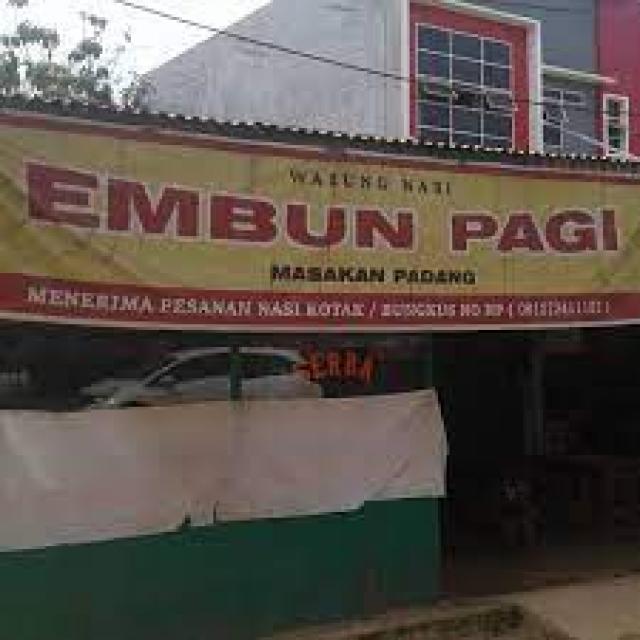 WARUNG NASI
EMBUN PAGI
MASAKAN PADANG
MENERIMA PESANAN NASI KOTAK / BUNGKUS NO HP (